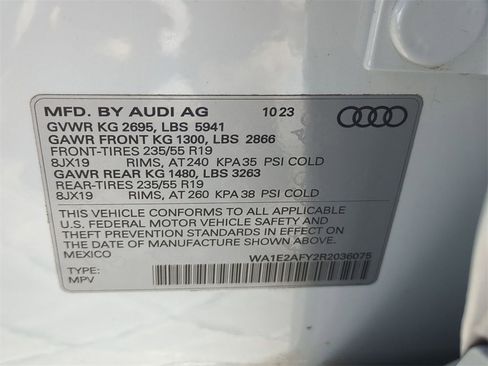 MFD. BY AUDI AG 10 23
GVWR KG 2695, LBS 5941
GAWR FRONT KG 1300, LBS 2866
FRONT-TIRES 235/55 R19
8JX19 RIMS, AT 240 KPA 35 PSI COLD
GAWR REAR KG 1480, LBS 3263
REAR-TIRES 235/55 R19
8JX19 RIMS, AT 260 KPA 38 PSI COLD
THIS VEHICLE CONFORMS TO ALL APPLICABLE
U.S. FEDERAL MOTOR VEHICLE SAFETY AND
THEFT PREVENTION STANDARDS IN EFFECT ON
THE DATE OF MANUFACTURE SHOWN ABOVE.
MEXICO
WA1E2AFY2R2036075
TYPE:
MPV